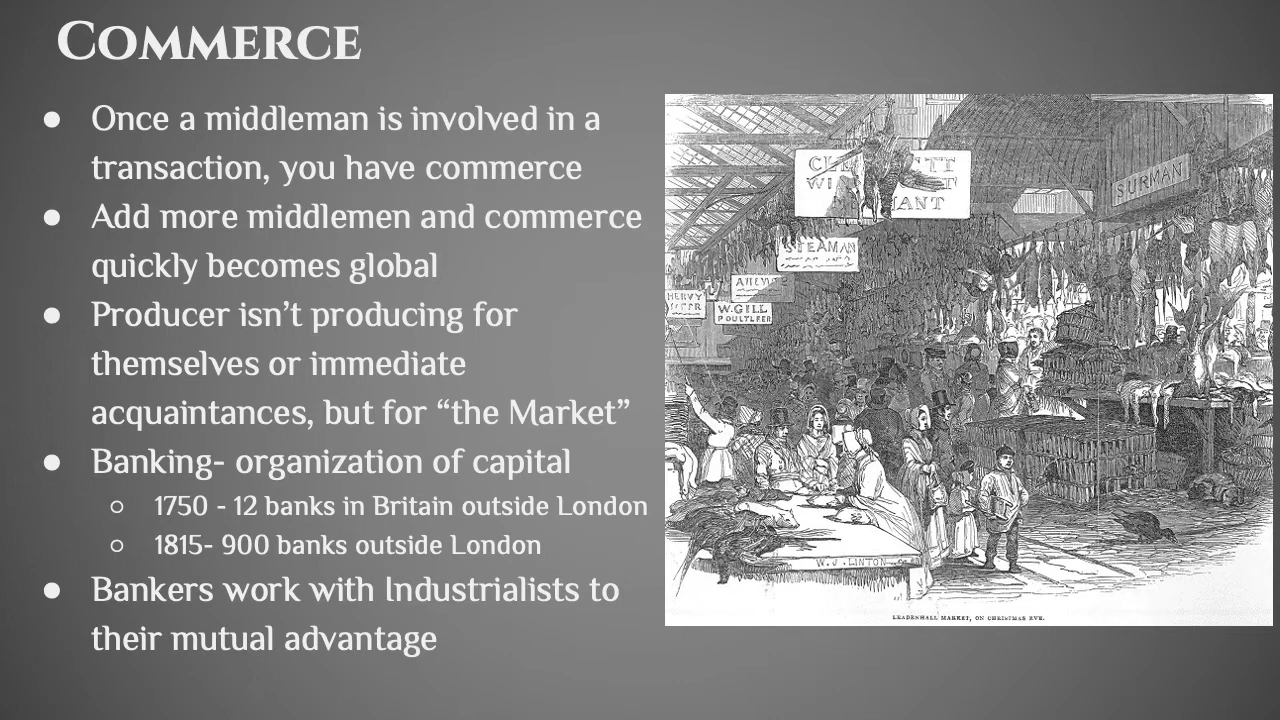 Commerce
● Once a middleman is involved in a
transaction, you have commerce
● Add more middlemen and commerce
quickly becomes global
● Producer isn’t producing for
themselves or immediate
acquaintances, but for “the Market”
● Banking- organization of capital
○ 1750 - 12 banks in Britain outside London
○ 1815- 900 banks outside London
● Bankers work with Industrialists to
their mutual advantage
SURMAN
STEAMAN
W.GILL
POULTERER
W.J.LINTON
LEADENHALL MARKET, ON CHRISTMAS EVE.